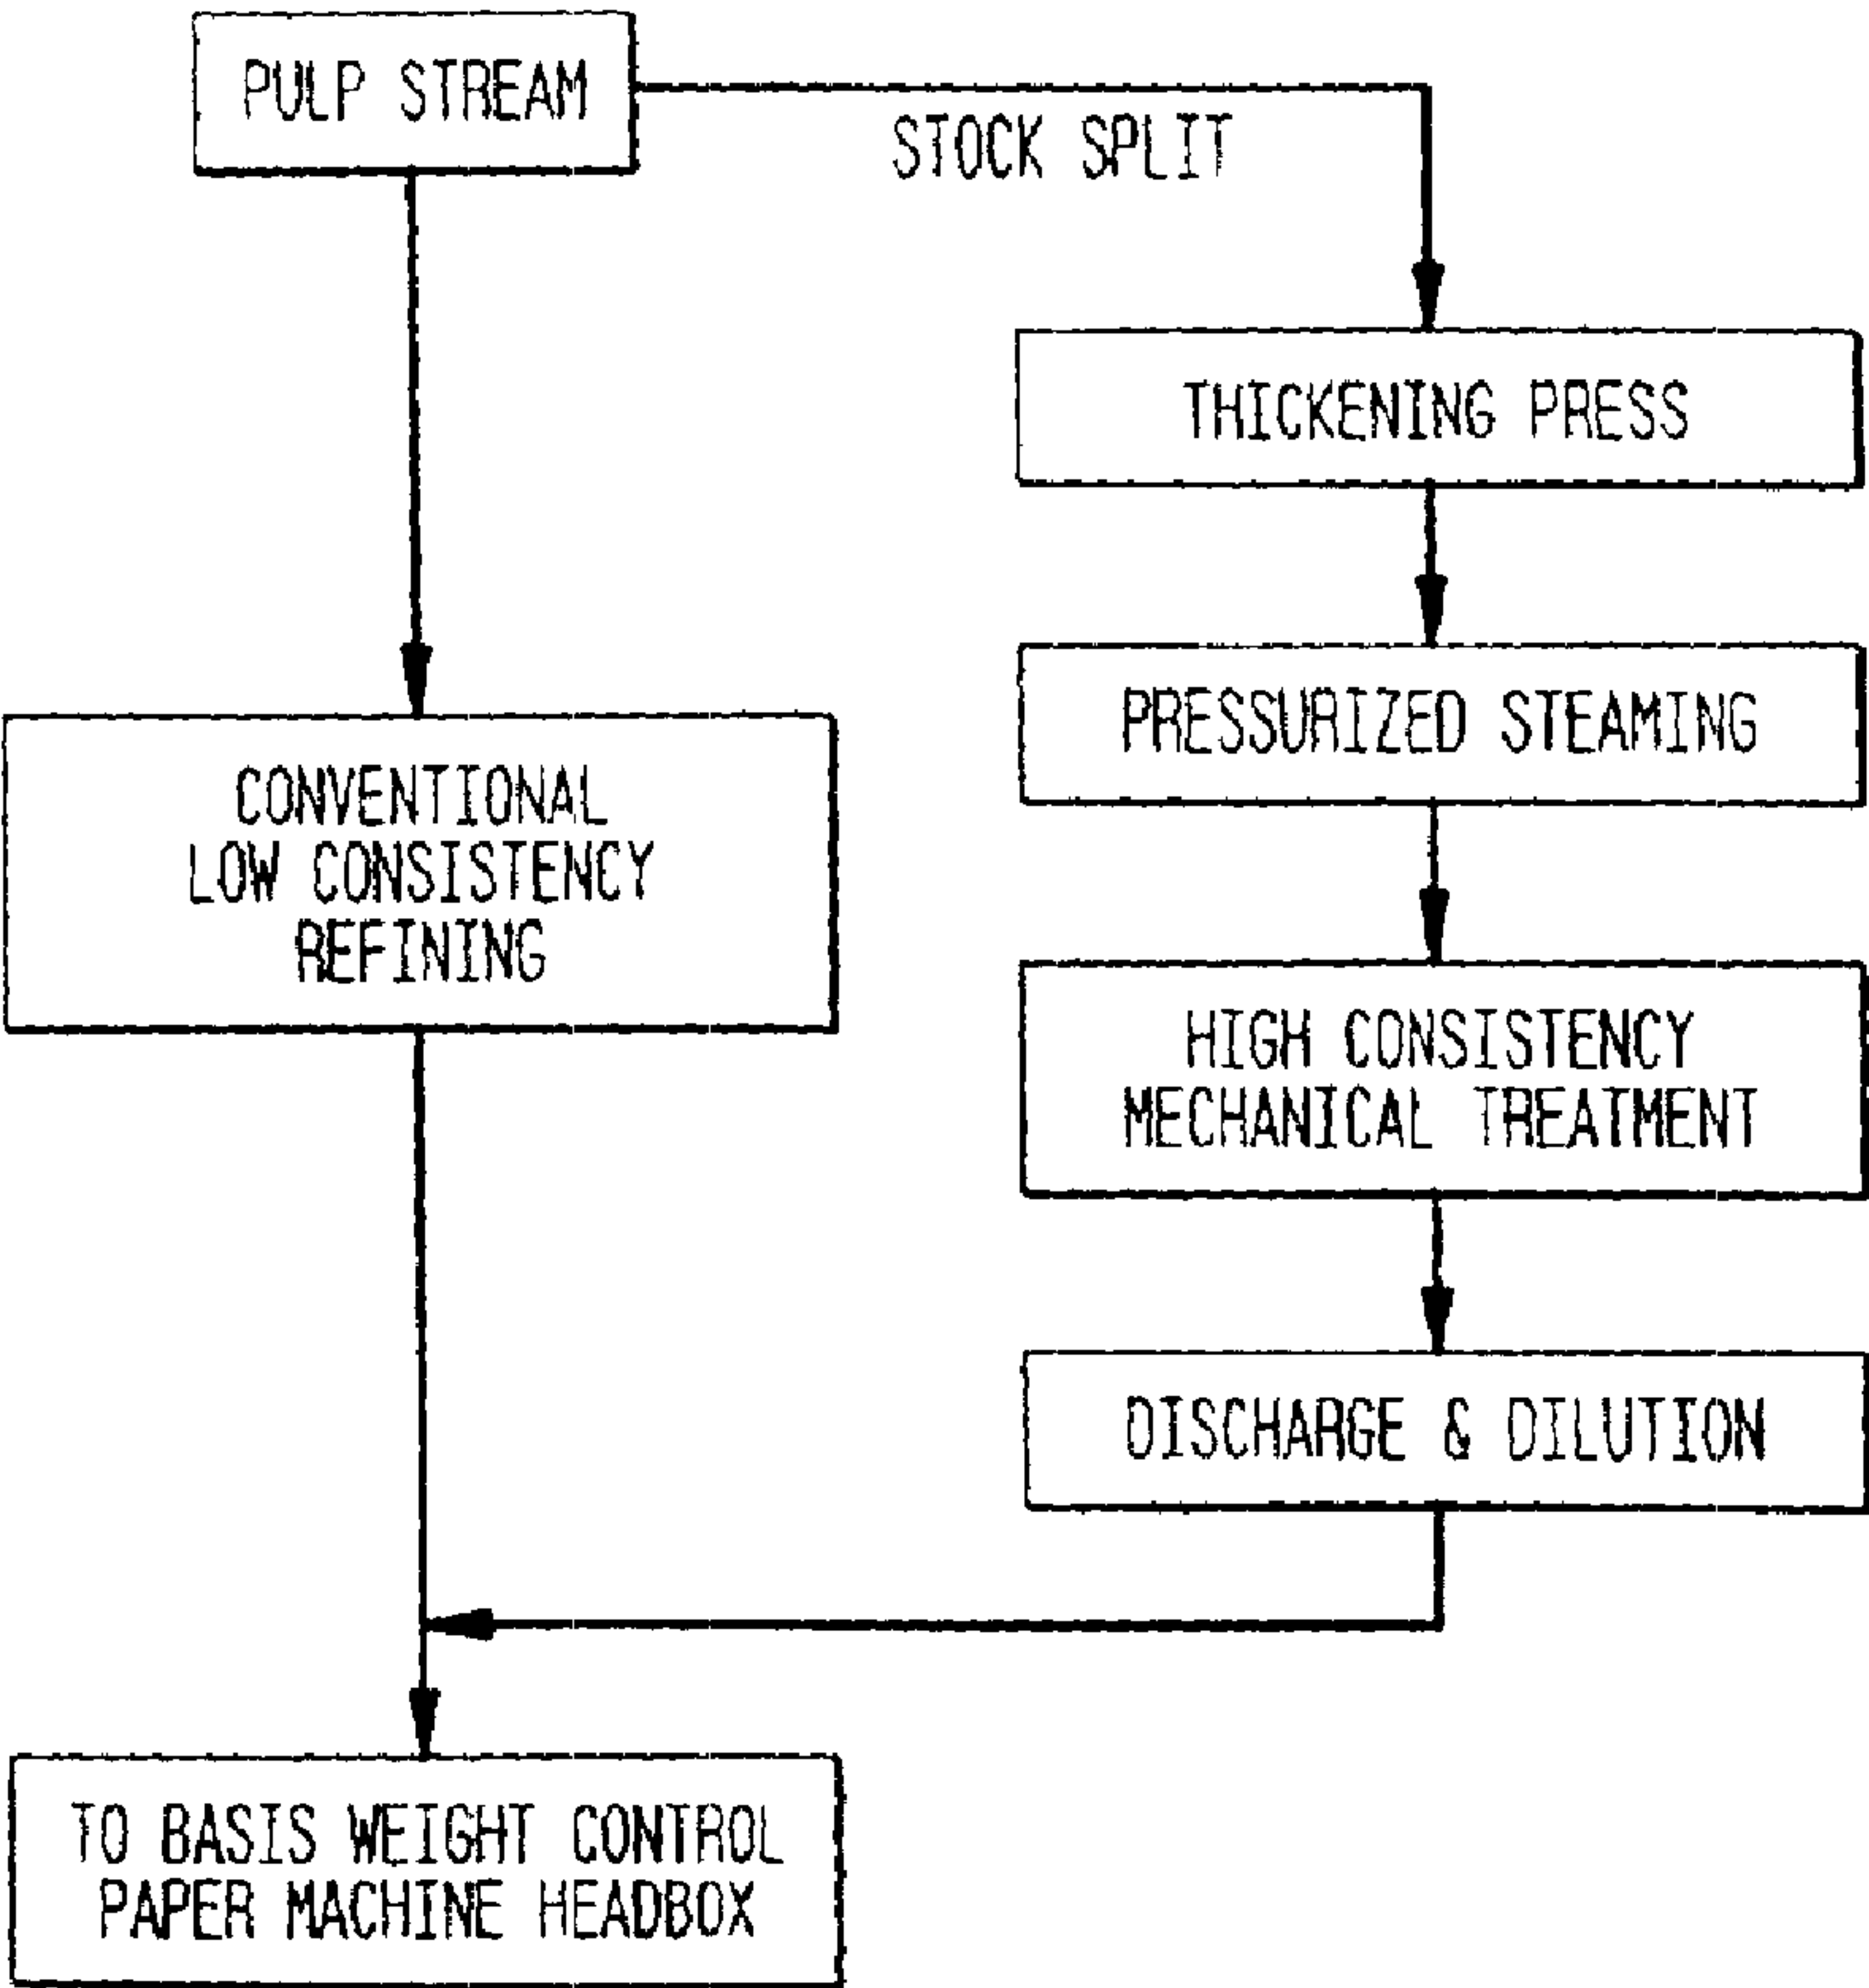 PULP STREAM
STOCK SPLIT
THICKENING PRESS
PRESSURIZED STEAMING
CONVENTIONAL
LOW CONSISTENCY
REFINING
HIGH CONSISTENCY
MECHANICAL TREATMENT
DISCHARGE & DILUTION
TO BASIS WEIGHT CONTROL
PAPER MACHINE HEADBOX